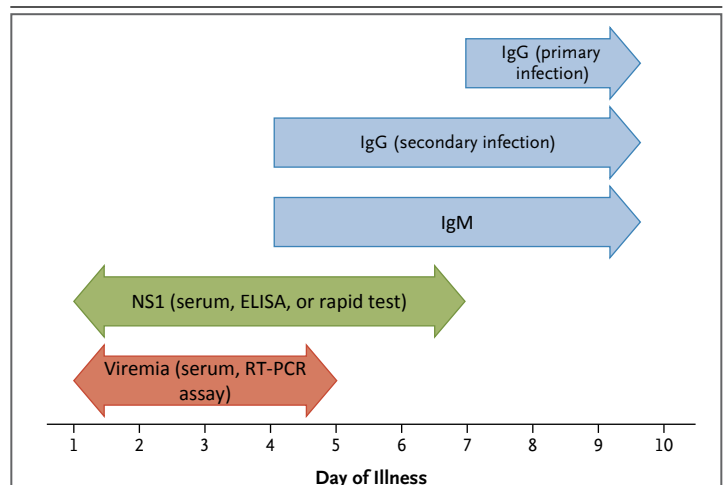 IgG (primary
infection)
IgG (secondary infection)
IgM
NS1 (serum, ELISA, or rapid test)
Viremia (serum, RT-PCR
assay)
1 2 3 4 5 6 7 8 9 10
Day of Illness